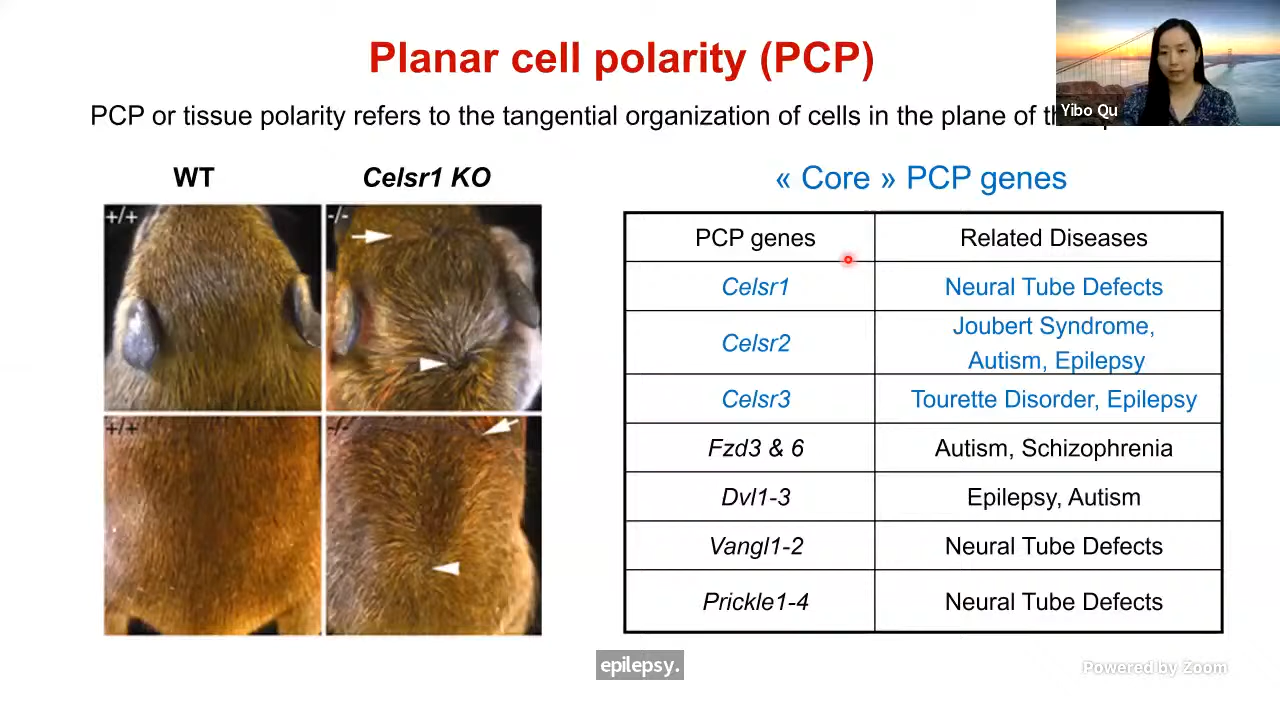 Planar cell polarity (PCP)
PCP or tissue polarity refers to the tangential organization of cells in the plane of
Yibo Qu
WT
Celsr1 KO
+/+
-/-
+/+
-/-
« Core » PCP genes
PCP genes
Related Diseases
Celsr1
Neural Tube Defects
Celsr2
Joubert Syndrome,
Autism, Epilepsy
Celsr3
Tourette Disorder, Epilepsy
Fzd3 & 6
Autism, Schizophrenia
Dvl1-3
Epilepsy, Autism
Vangl1-2
Neural Tube Defects
Prickle1-4
Neural Tube Defects
epilepsy.
Powered by Zoom